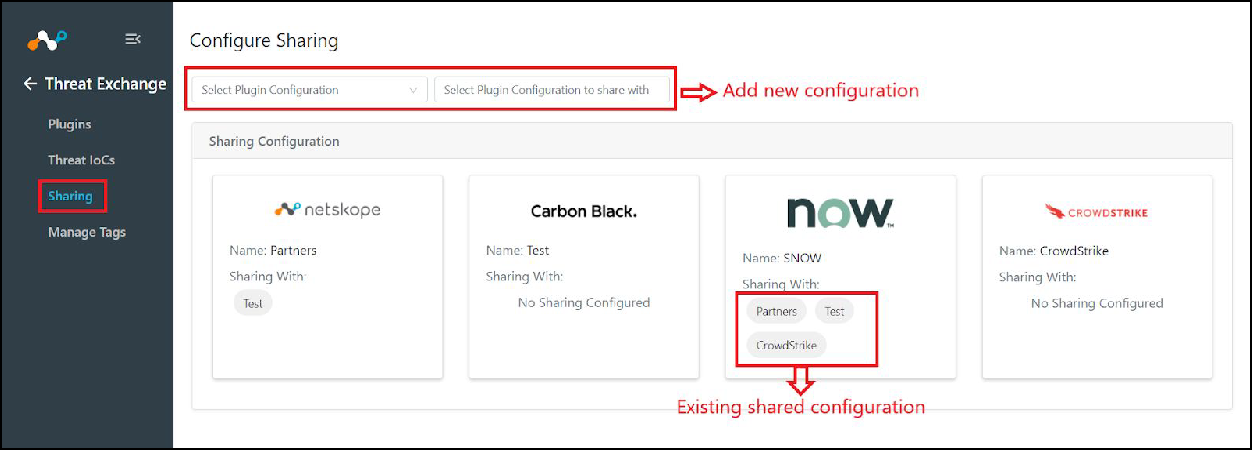 Configure Sharing
Threat Exchange
Select Plugin Configuration
Select Plugin Configuration to share with
Add new configuration
Plugins
Threat IoCs
Sharing
Manage Tags
Sharing Configuration
netskope
Name: Partners
Sharing With:
Test
Carbon Black.
Name: Test
Sharing With:
No Sharing Configured
now™
Name: SNOW
Sharing With:
Partners Test
CrowdStrike
CROWDSTRIKE
Name: CrowdStrike
Sharing With:
No Sharing Configured
Existing shared configuration